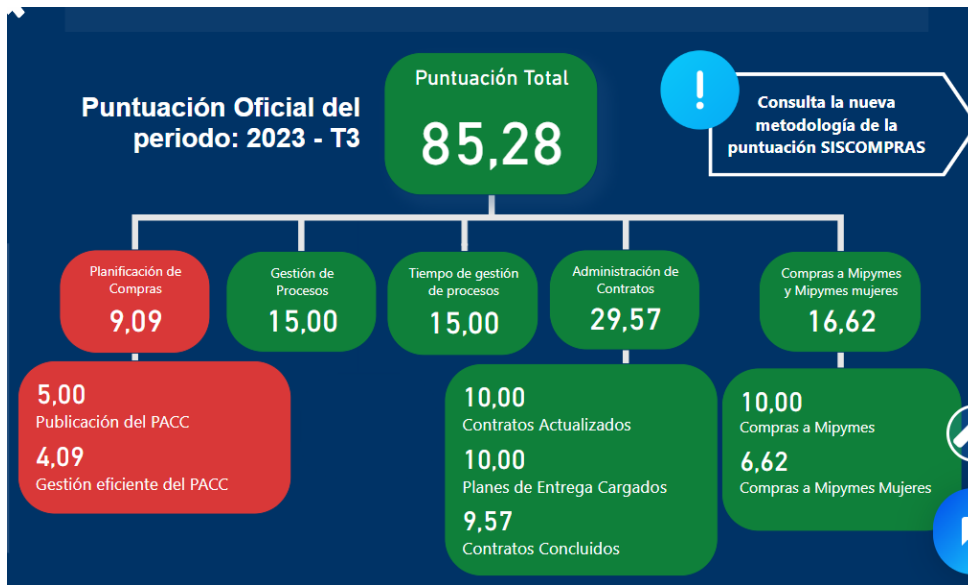 Puntuación Oficial del
periodo: 2023 - T3
Puntuación Total
85,28
Consulta la nueva
metodología de la
puntuación SISCOMPRAS
Planificación de
Compras
9,09
Gestión de
Procesos
15,00
Tiempo de gestión
de procesos
15,00
Administración de
Contratos
29,57
Compras a Mipymes
y Mipymes mujeres
16,62
5,00
Publicación del PACC
4,09
Gestión eficiente del PACC
10,00
Contratos Actualizados
10,00
Planes de Entrega Cargados
9,57
Contratos Concluidos
10,00
Compras a Mipymes
6,62
Compras a Mipymes Mujeres